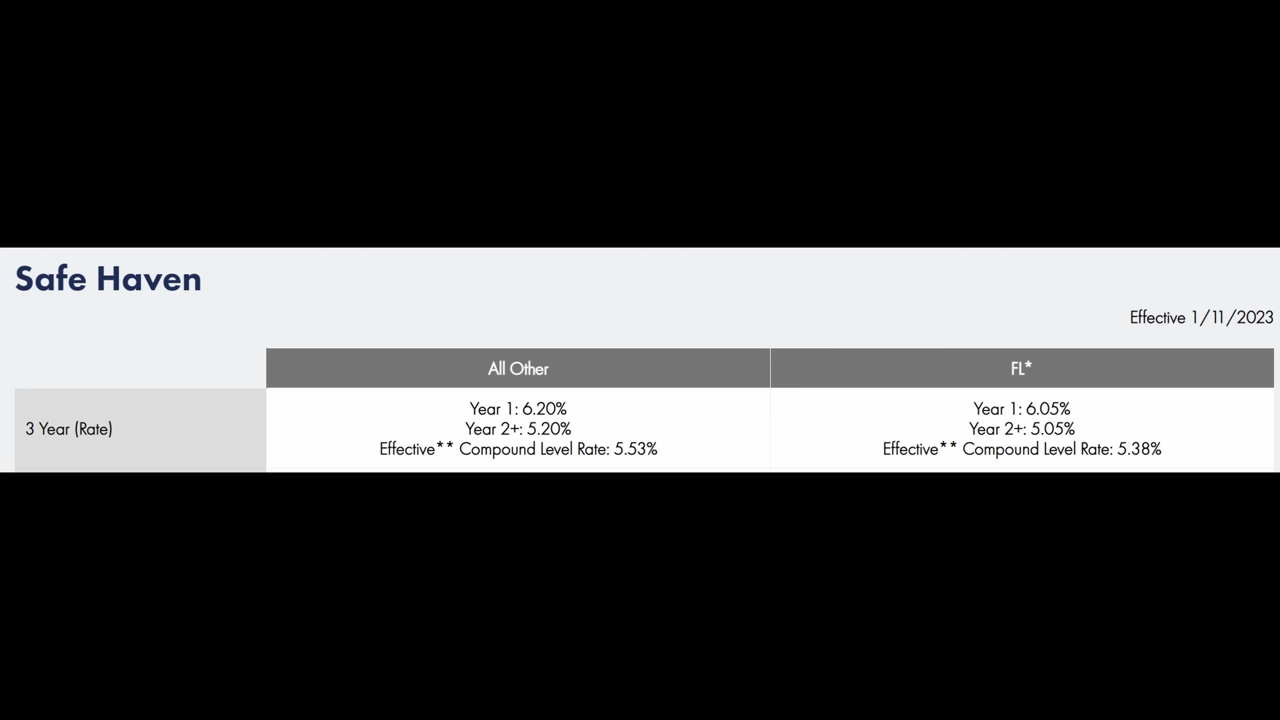 Safe Haven
Effective 1/11/2023
All Other
FL*
3 Year (Rate)
Year 1: 6.20%
Year 2+: 5.20%
Effective** Compound Level Rate: 5.53%
Year 1: 6.05%
Year 2+: 5.05%
Effective** Compound Level Rate: 5.38%